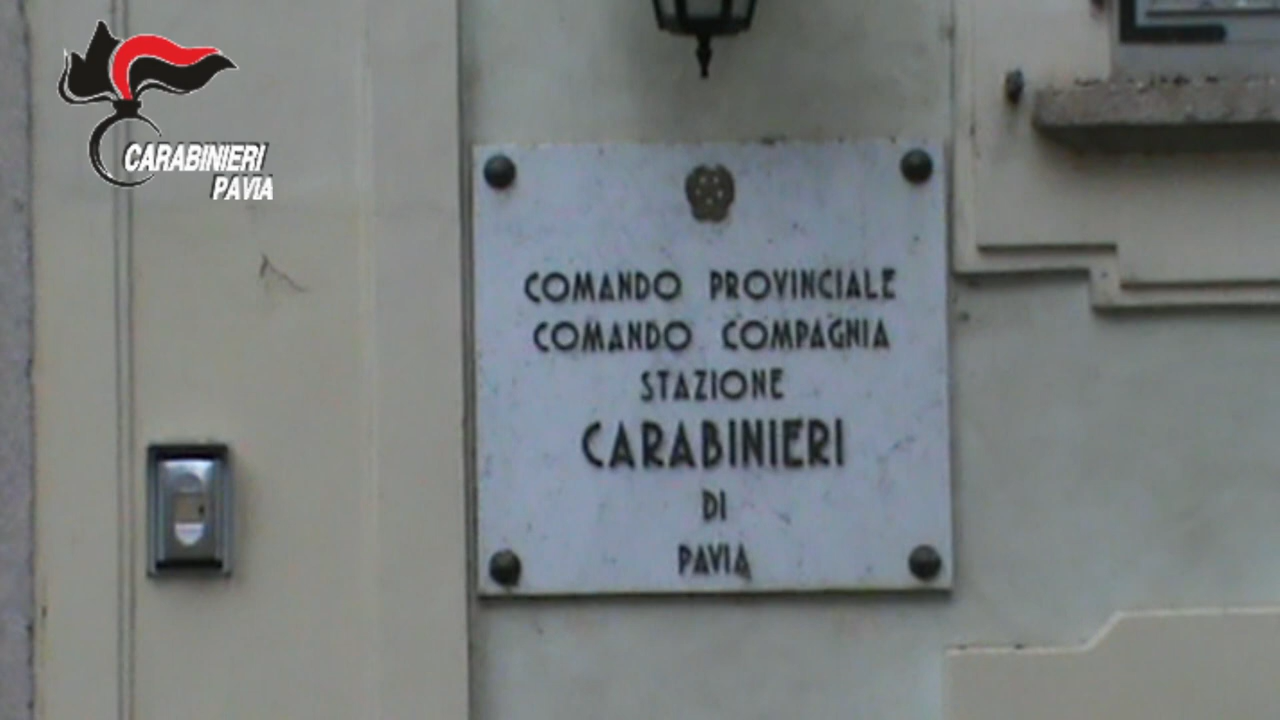 CARABINIERI
PAVIA
COMANDO PROVINCIALE
COMANDO COMPAGNIA
STAZIONE
CARABINIERI
DI
PAVIA